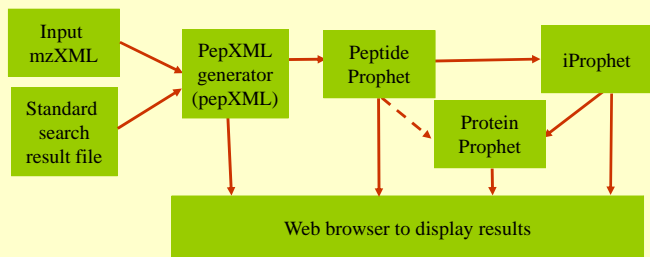 Input
mzXML
Standard
search
result file
PepXML
generator
(pepXML)
Peptide
Prophet
iProphet
Protein
Prophet
Web browser to display results